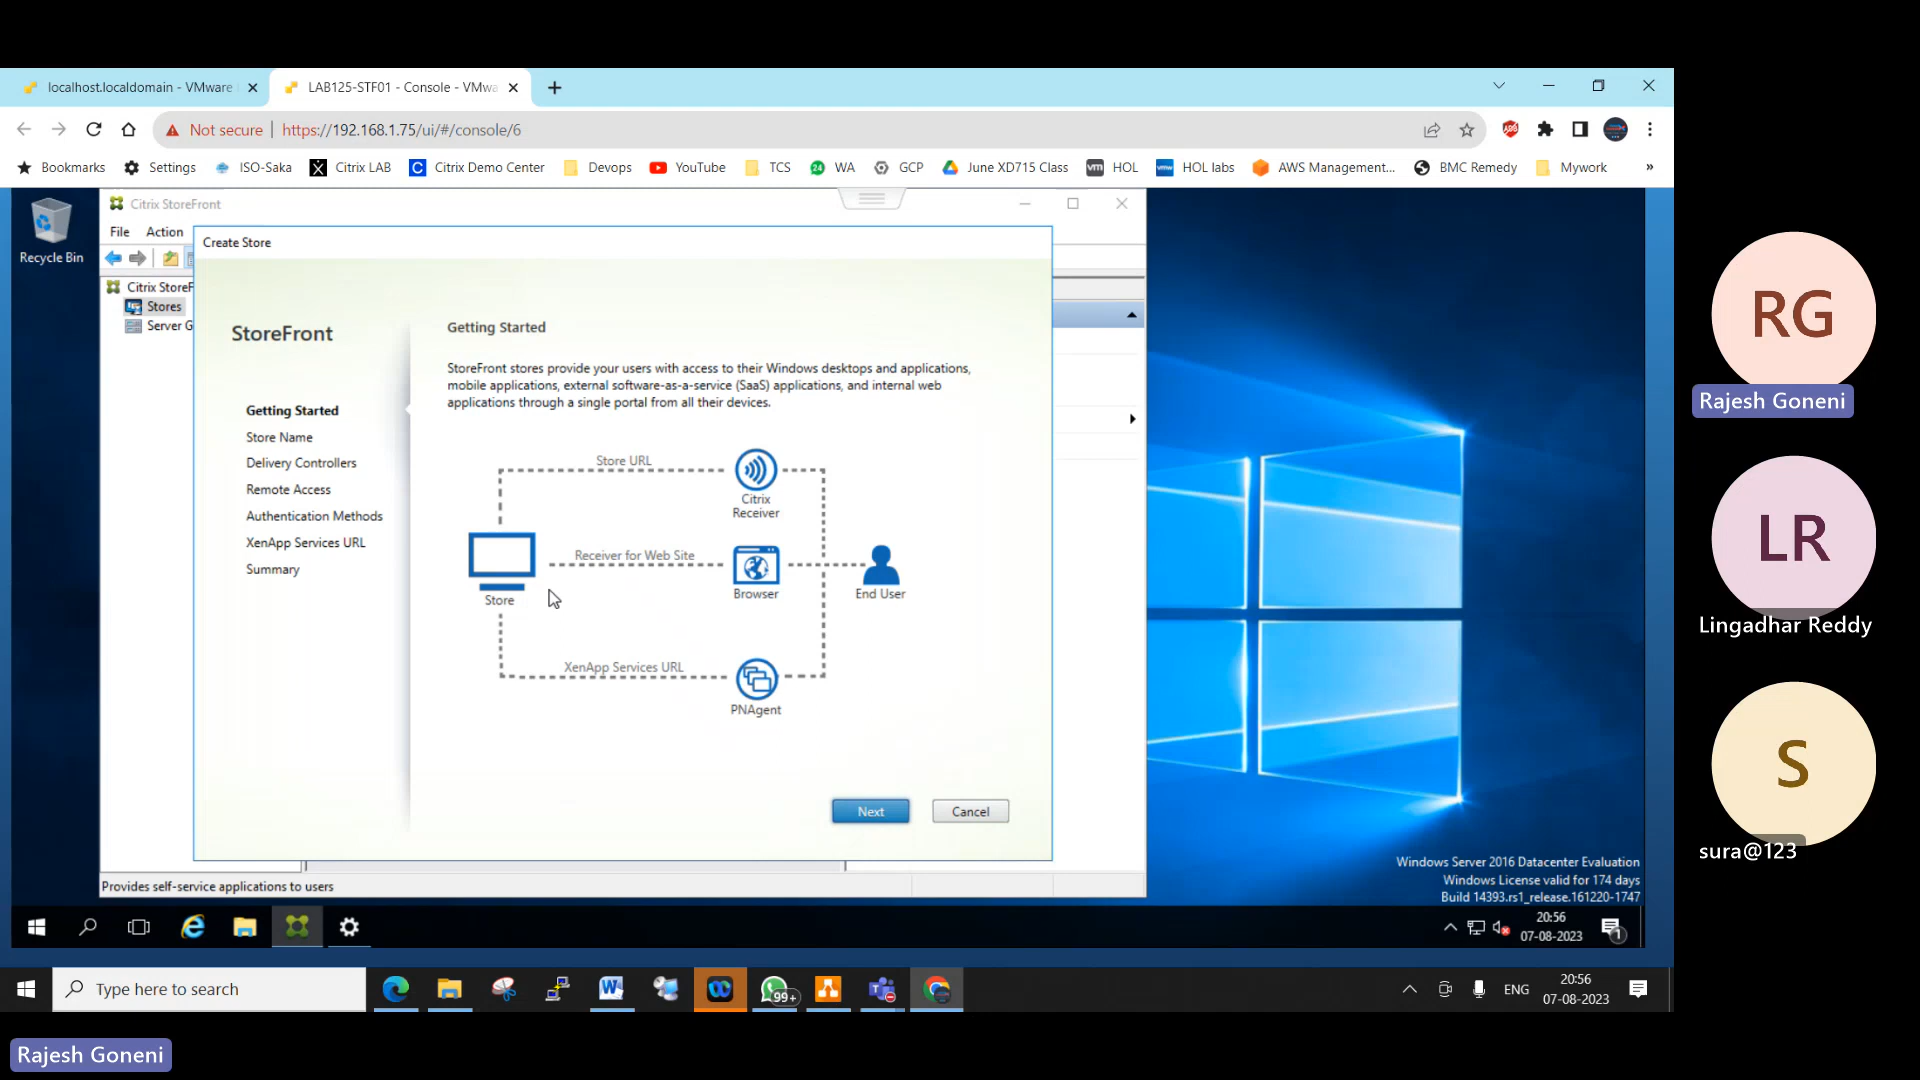 localhost.localdomain - VMware
LAB125-STF01 - Console - VMwa
Not secure
https://192.168.1.75/ui/#/console/6
Bookmarks
Settings
ISO-Saka
Citrix LAB
Citrix Demo Center
Devops
YouTube
TCS
24
WA
GCP
June XD715 Class
vm
HOL
vmw
HOL labs
AWS Management...
BMC Remedy
Mywork
»
Recycle Bin
Citrix StoreFront
File
Action
Citrix StoreF
Stores
Server G
Create Store
StoreFront
Getting Started
Store Name
Delivery Controllers
Remote Access
Authentication Methods
XenApp Services URL
Summary
Getting Started
StoreFront stores provide your users with access to their Windows desktops and applications,
mobile applications, external software-as-a-service (SaaS) applications, and internal web
applications through a single portal from all their devices.
Store URL
Citrix
Receiver
Receiver for Web Site
Store
Browser
End User
XenApp Services URL
PNAgent
Next
Cancel
Provides self-service applications to users
Windows Server 2016 Datacenter Evaluation
Windows License valid for 174 days
Build 14393.rs1_release.161220-1747
20:56
07-08-2023
1
Type here to search
99+
ENG
20:56
07-08-2023
RG
Rajesh Goneni
LR
Lingadhar Reddy
S
sura@123
Rajesh Goneni